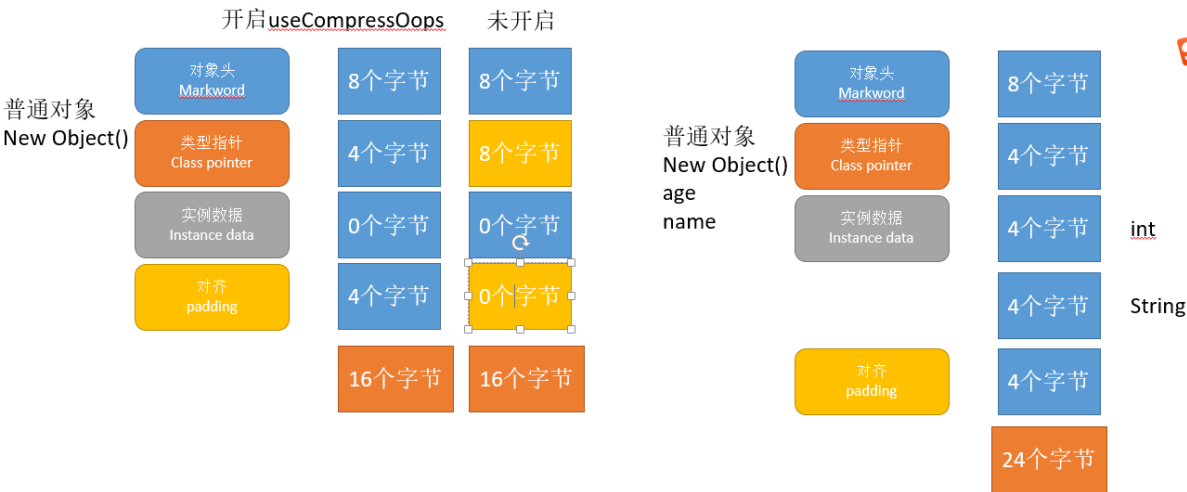 开启useCompressOops
未开启
普通对象
New Object()
对象头
Markword
8个字节
8个字节
类型指针
Class pointer
4个字节
8个字节
实例数据
Instance data
0个字节
0个字节
对齐
padding
4个字节
0个字节
16个字节
16个字节
普通对象
New Object()
age
name
对象头
Markword
8个字节
类型指针
Class pointer
4个字节
实例数据
Instance data
4个字节
int
4个字节
String
对齐
padding
4个字节
24个字节